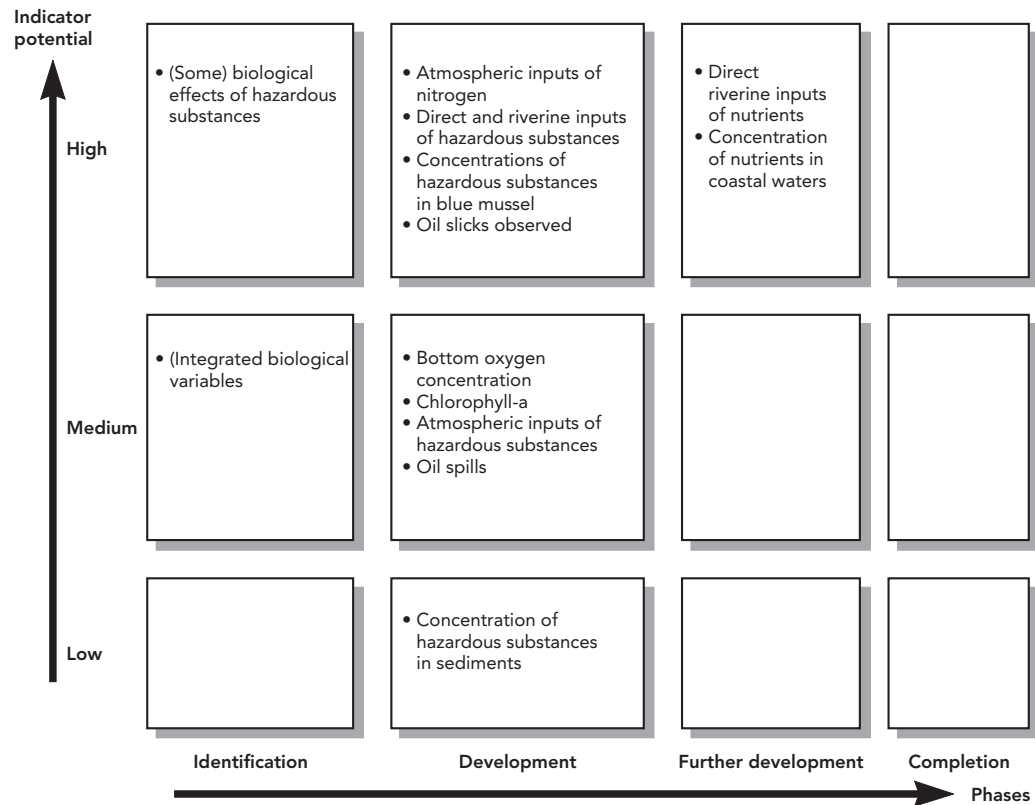 Indicator
potential
• (Some) biological
effects of hazardous
substances
• Atmospheric inputs of
nitrogen
• Direct and riverine inputs
of hazardous substances
• Concentrations of
hazardous substances
in blue mussel
• Oil slicks observed
• Direct
riverine inputs
of nutrients
• Concentration
of nutrients in
coastal waters
High
• (Integrated biological
variables
• Bottom oxygen
concentration
• Chlorophyll-a
• Atmospheric inputs of
hazardous substances
• Oil spills
Medium
• Concentration of
hazardous substances
in sediments
Low
Identification
Development
Further development
Completion
Phases